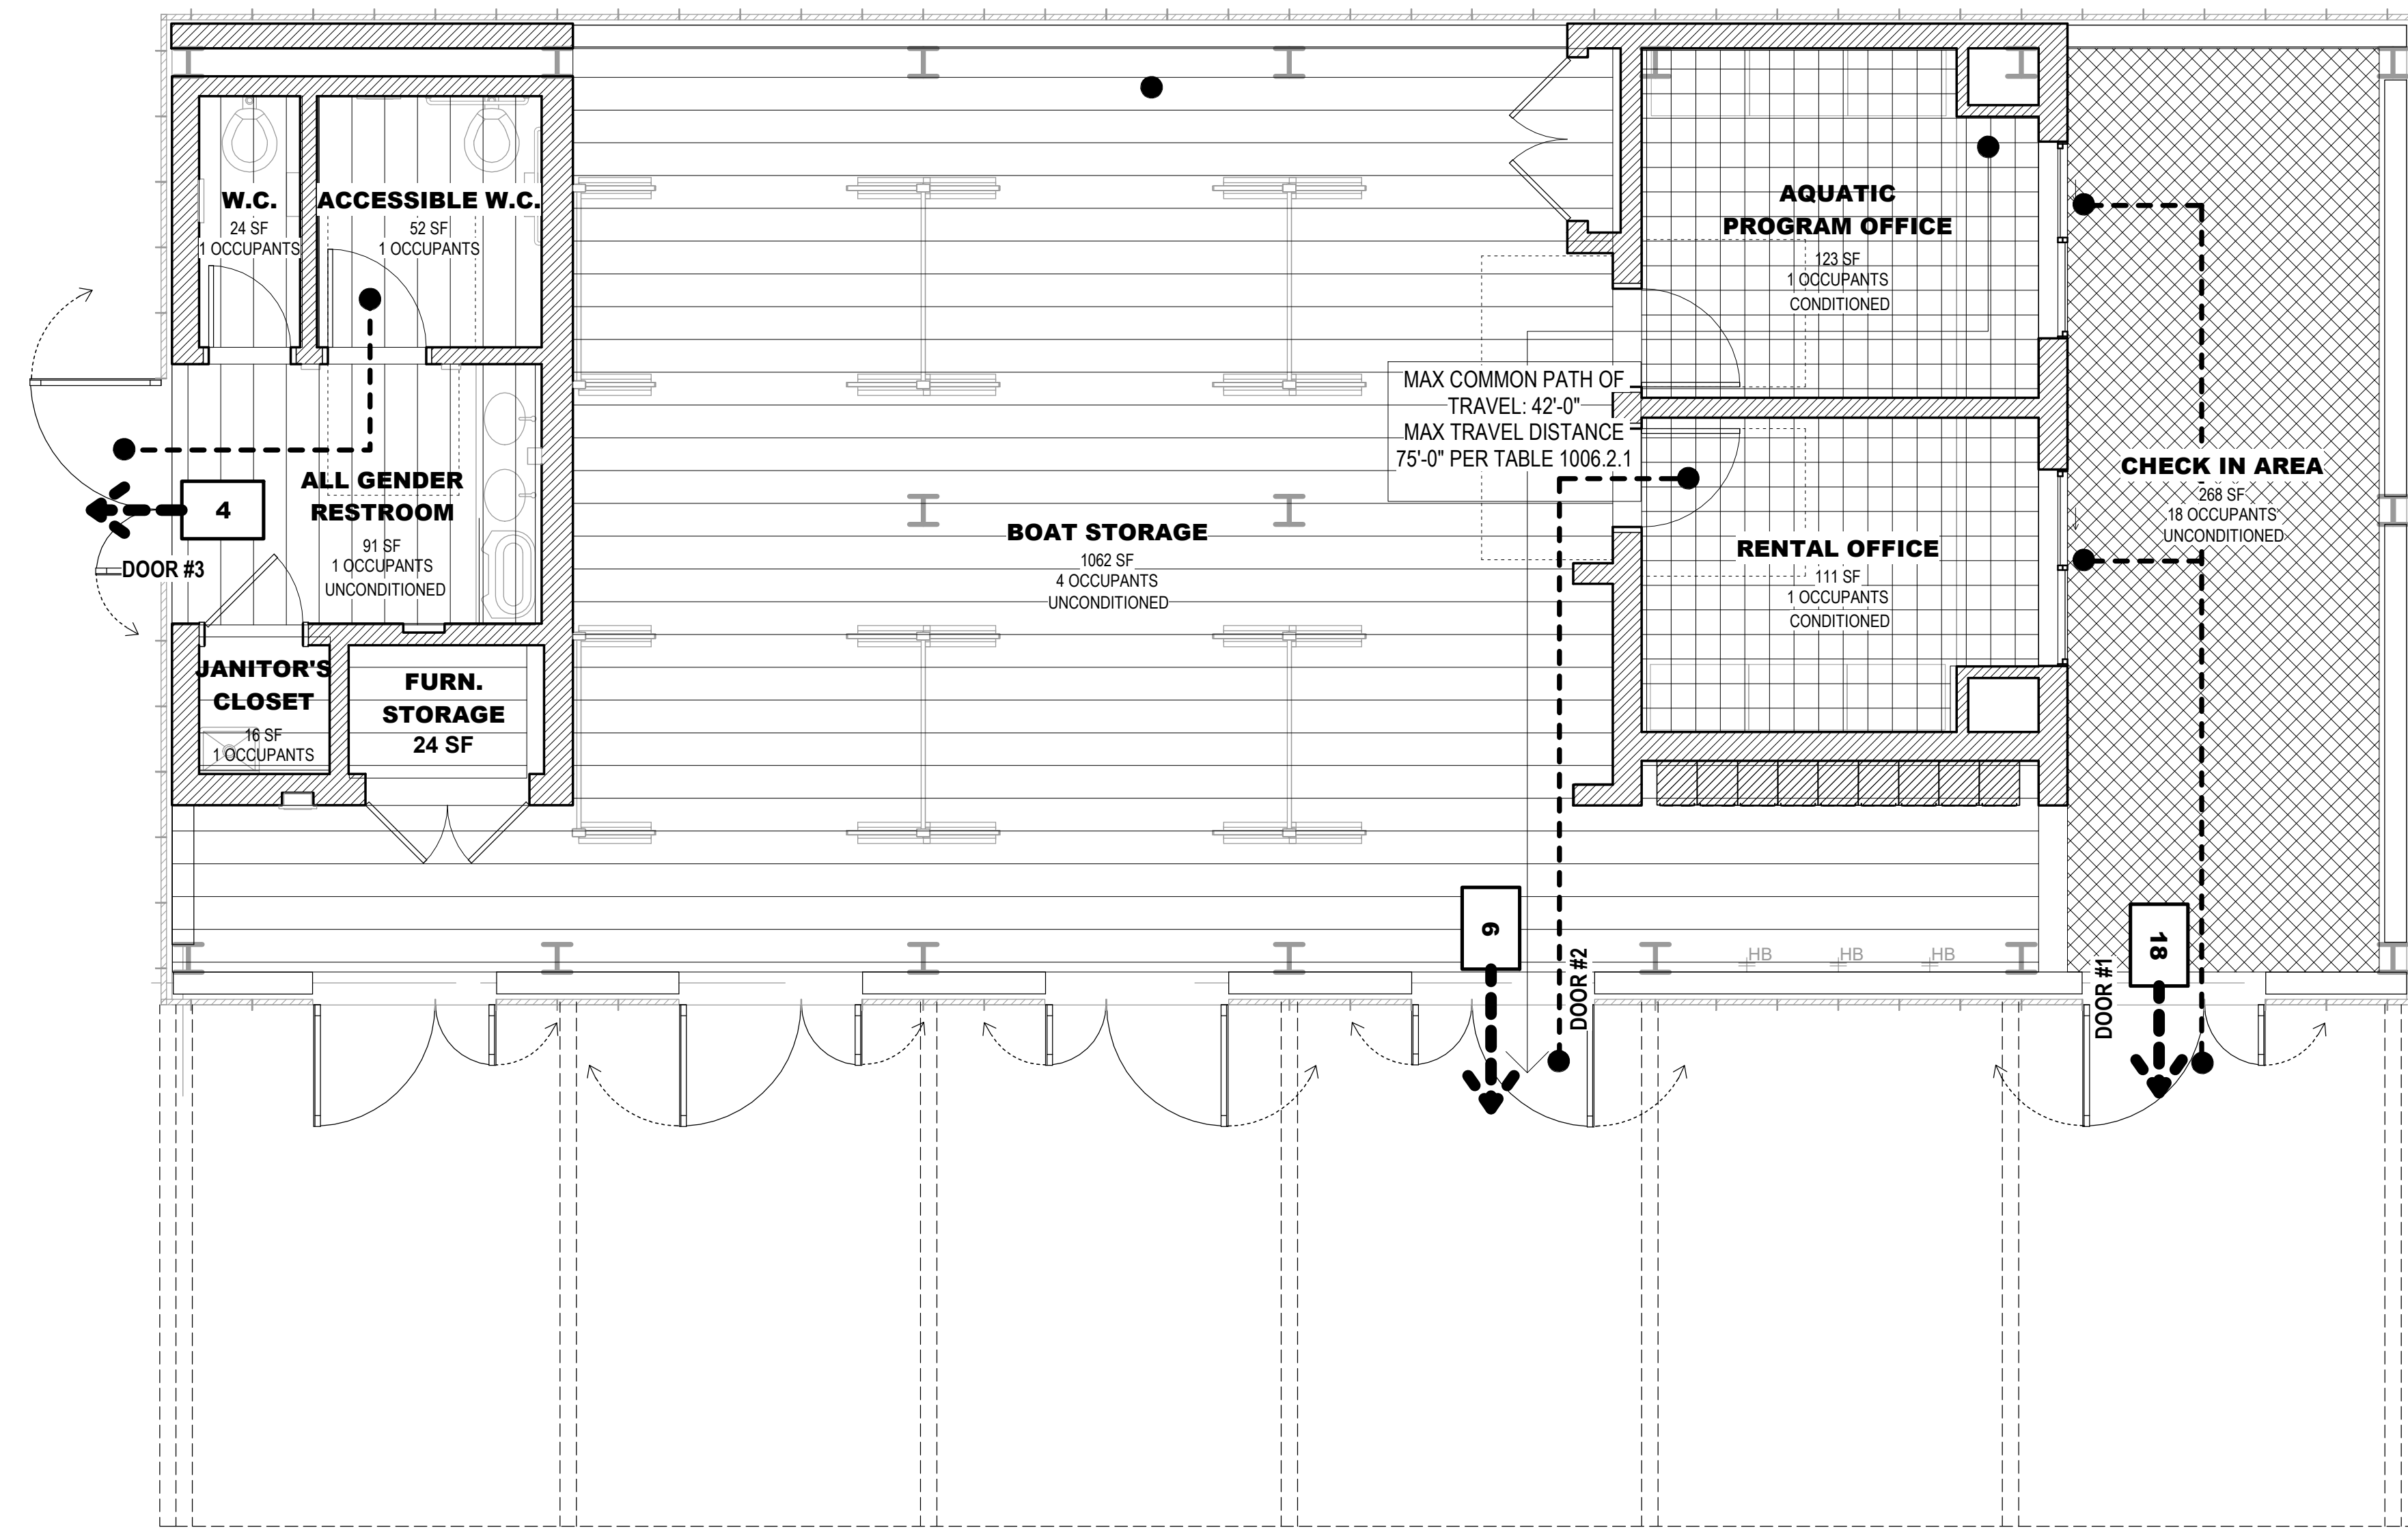 W.C.
24 SF
1 OCCUPANTS
ACCESSIBLE W.C.
52 SF
1 OCCUPANTS
AQUATIC
PROGRAM OFFICE
123 SF
1 OCCUPANTS
CONDITIONED
MAX COMMON PATH OF
TRAVEL: 42'-0"
MAX TRAVEL DISTANCE
75'-0" PER TABLE 1006.2.1
CHECK IN AREA
268 SF
18 OCCUPANTS
UNCONDITIONED
4
ALL GENDER
RESTROOM
91 SF
1 OCCUPANTS
UNCONDITIONED
DOOR #3
BOAT STORAGE
1062 SF
4 OCCUPANTS
UNCONDITIONED
RENTAL OFFICE
111 SF
1 OCCUPANTS
CONDITIONED
JANITOR'S
CLOSET
16 SF
1 OCCUPANTS
FURN.
STORAGE
24 SF
6
DOOR #2
HB
HB
HB
DOOR #1
18